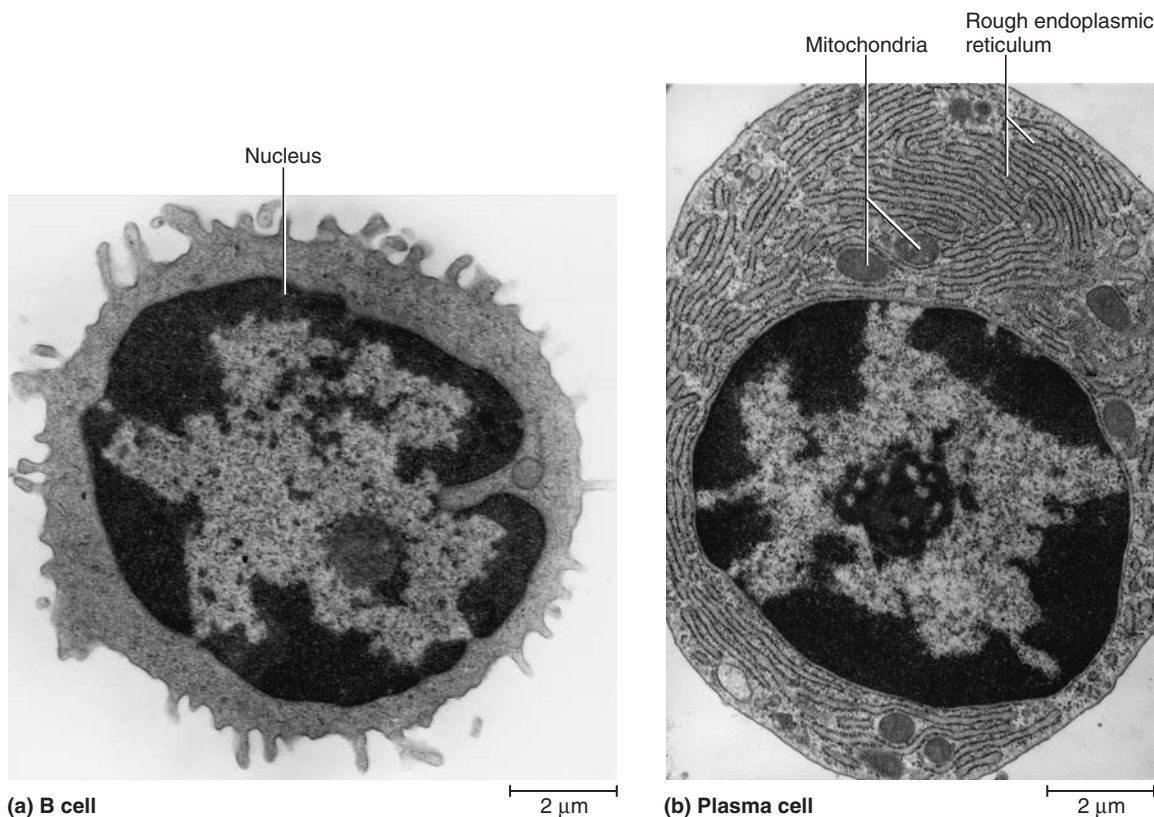 Rough endoplasmic
reticulum
Mitochondria
Nucleus
(a) B cell
2 μm
(b) Plasma cell
2 μm